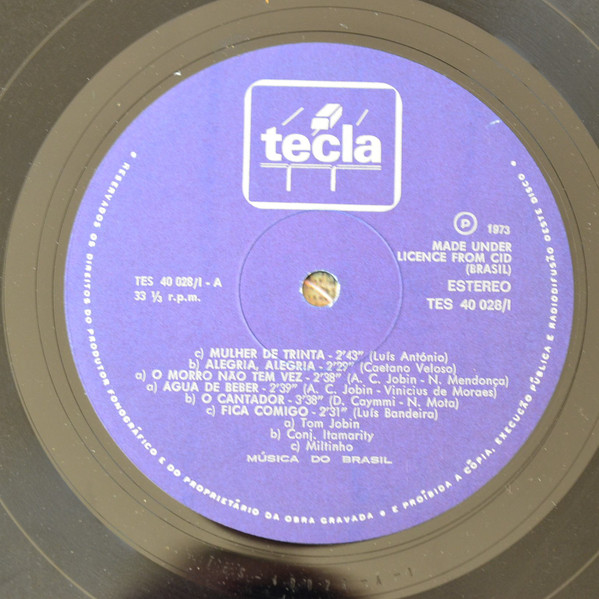 tecla
℗ 1973
MADE UNDER
LICENCE FROM CID
(BRASIL)
ESTEREO
TES 40 028/I
TES 40 028/I - A
33 ⅓ r.p.m.
c) MULHER DE TRINTA - 2'43" (Luís António)
b) ALEGRIA, ALEGRIA - 2'29" (Caetano Veloso)
a) O MORRO NÃO TEM VEZ - 2'38" (A. C. Jobin - N. Mendonça)
a) AGUA DE BEBER - 2'39" (A. C. Jobin - Vinicius de Moraes)
b) O CANTADOR - 3'38" (D. Caymmi - N. Mota)
c) FICA COMIGO - 2'31" (Luís Bandeira)
a) Tom Jobin
b) Conj. Itamarity
c) Miltinho
MÚSICA DO BRASIL
• RESERVADOS OS DIREITOS DO PRODUTOR FONOGRÁFICO E DO PROPRIETÁRIO DA OBRA GRAVADA • E PROÍBIDA A CÓPIA, EXECUÇÃO PÚBLICA E RADIODIFUSÃO DESTE DISCO •